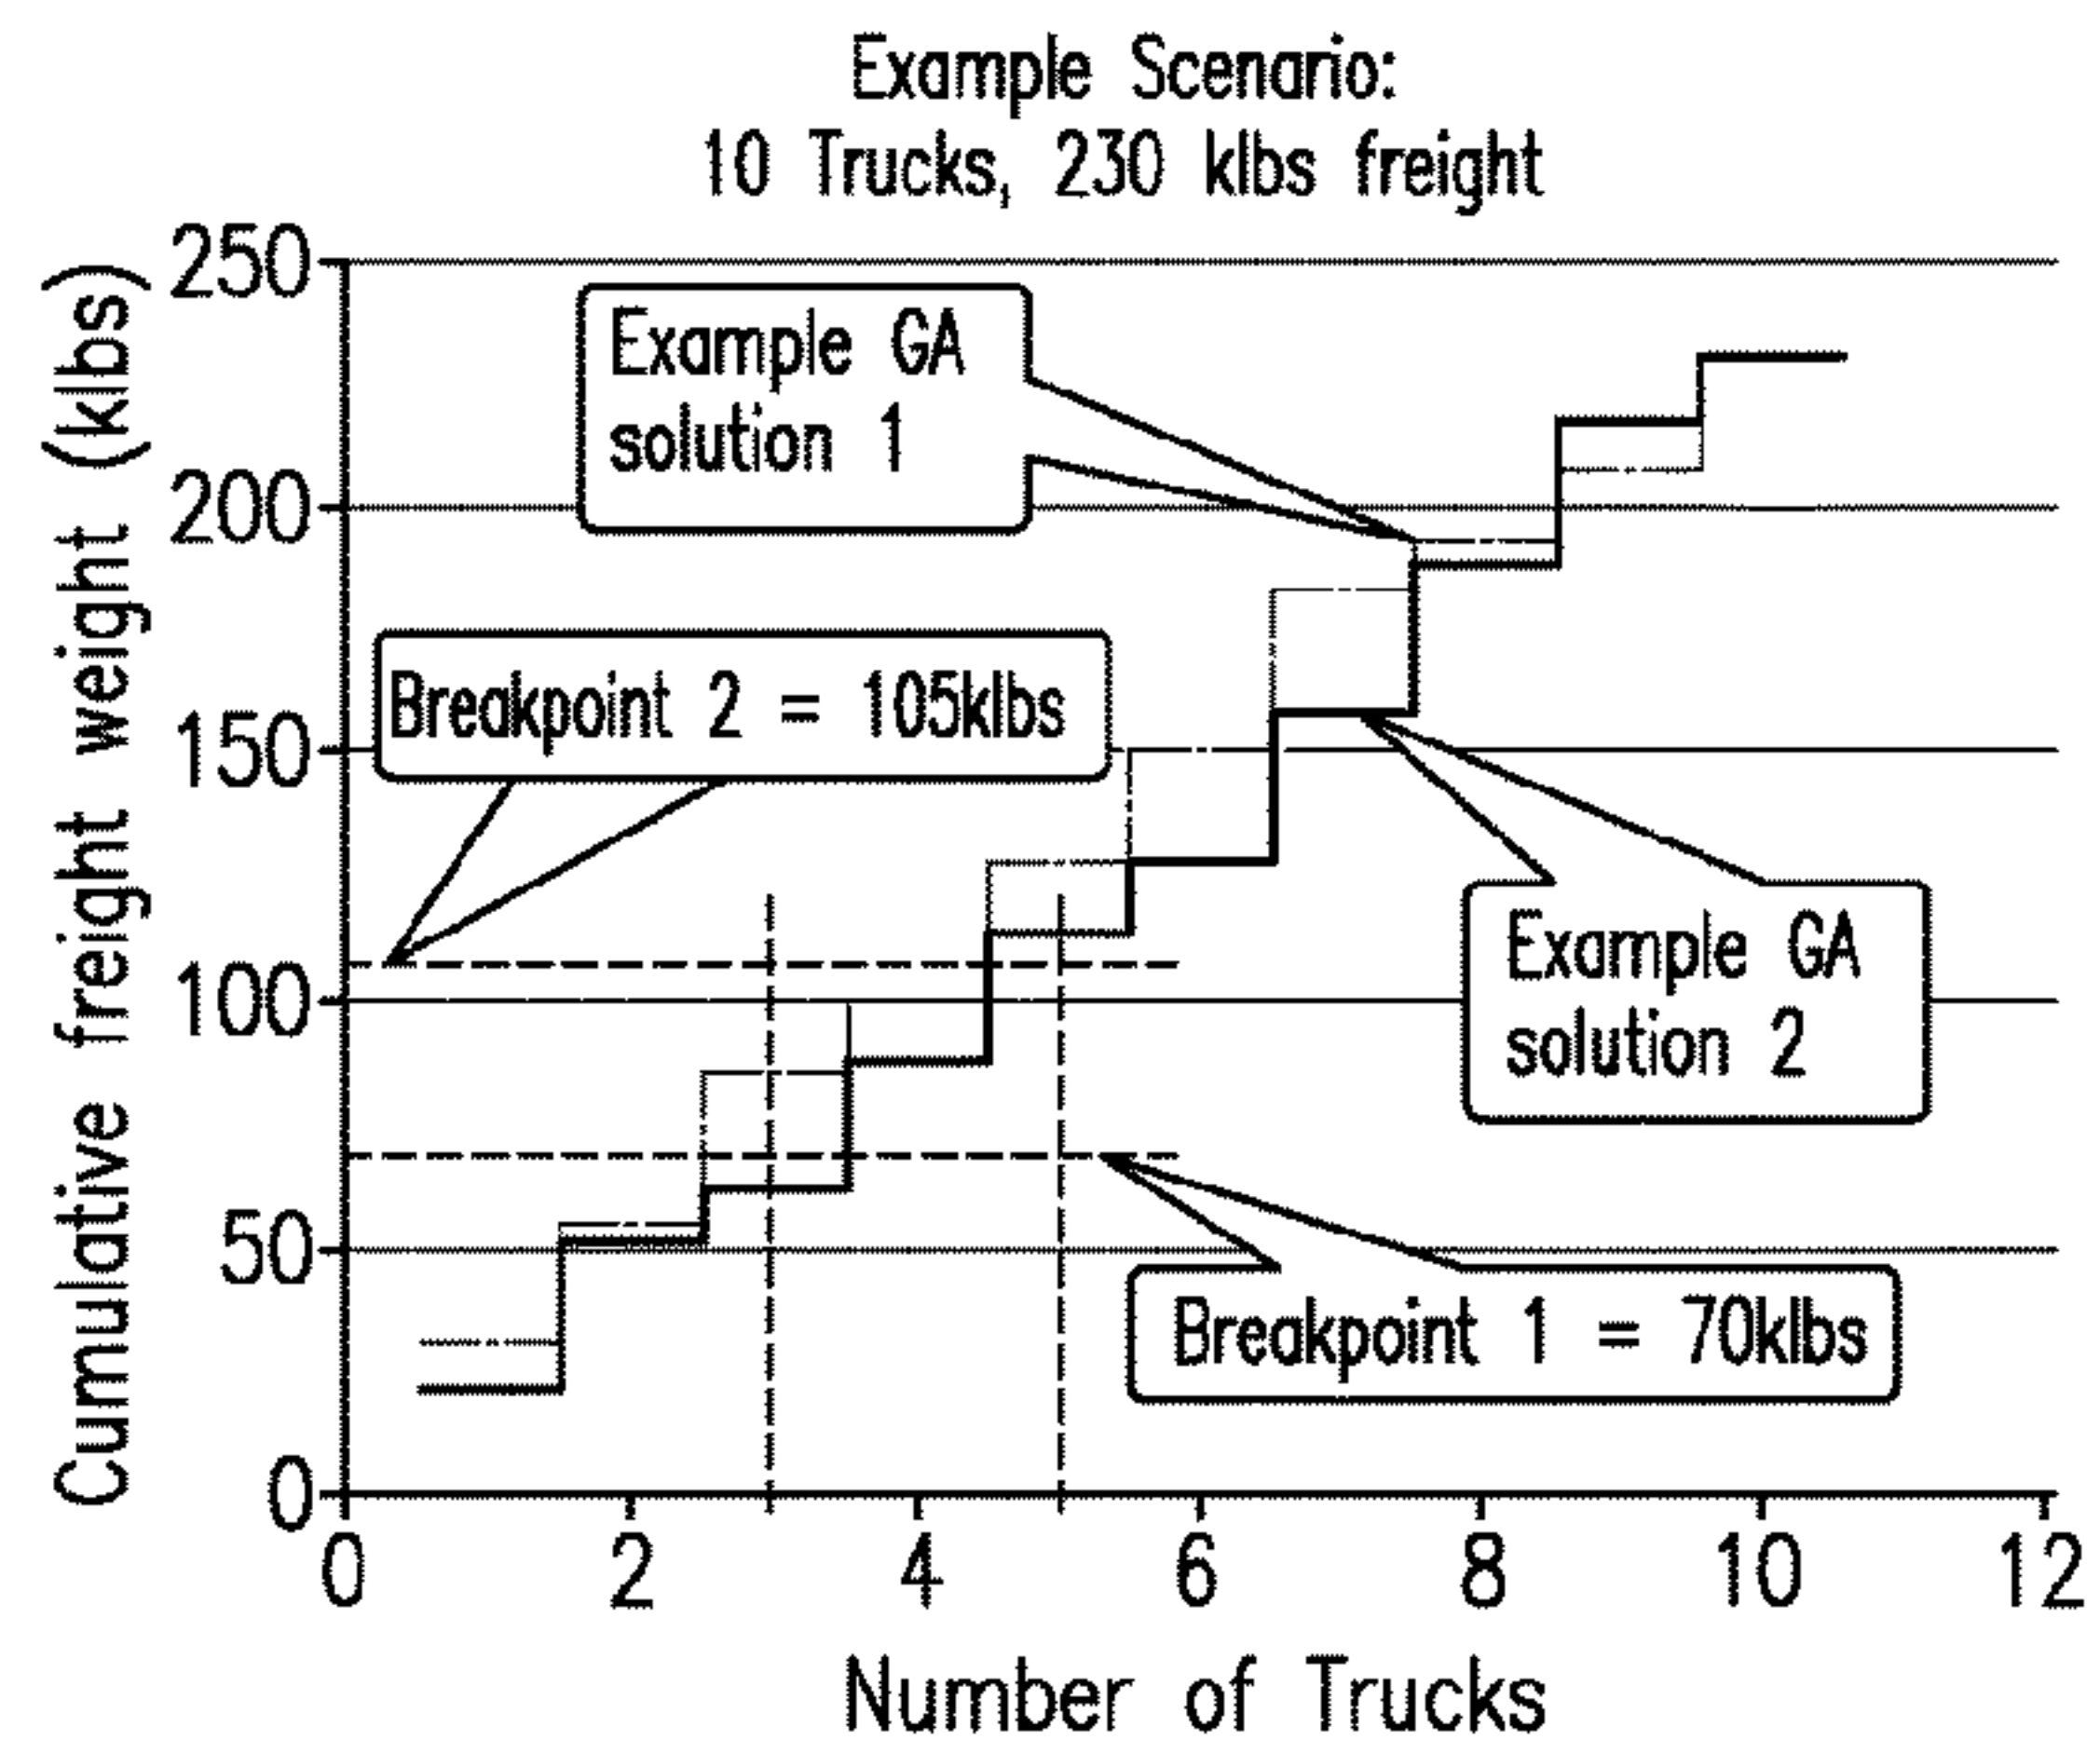 Example Scenario:
10 Trucks, 230 klbs freight
Cumulative freight weight (klbs)
250
200
150
100
50
0
Example GA
solution 1
Breakpoint 2 = 105klbs
Example GA
solution 2
Breakpoint 1 = 70klbs
0 2 4 6 8 10 12
Number of Trucks